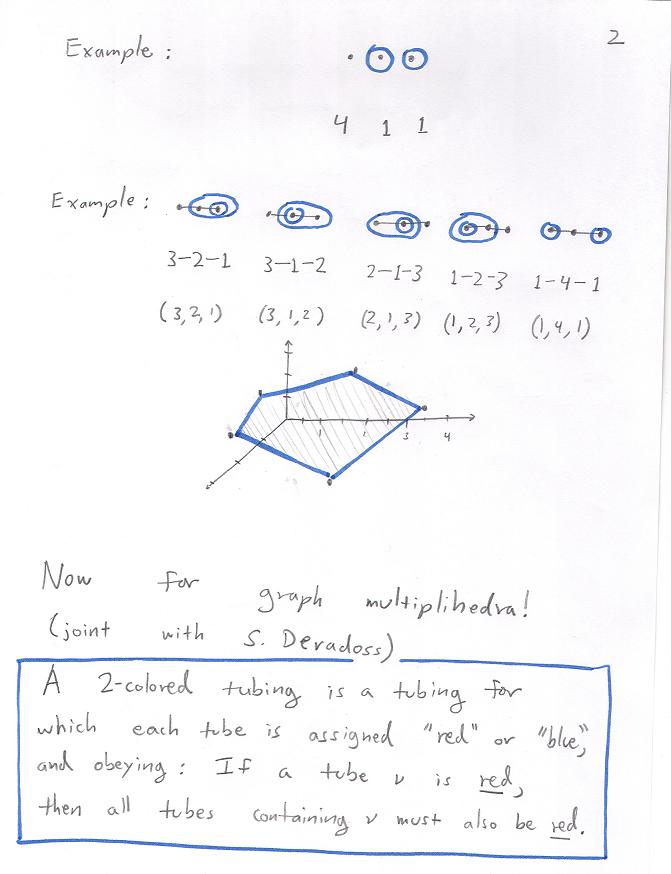 2
Example :
4 1 1
Example :
3-2-1 3-1-2 2-1-3 1-2-3 1-4-1
(3,2,1) (3,1,2) (2,1,3) (1,2,3) (1,4,1)
1 3 4
Now for graph multiplihedra!
(joint with S. Devadoss)
A 2-colored tubing is a tubing for
which each tube is assigned "red" or "blue",
and obeying : If a tube v is red,
then all tubes containing v must also be red.